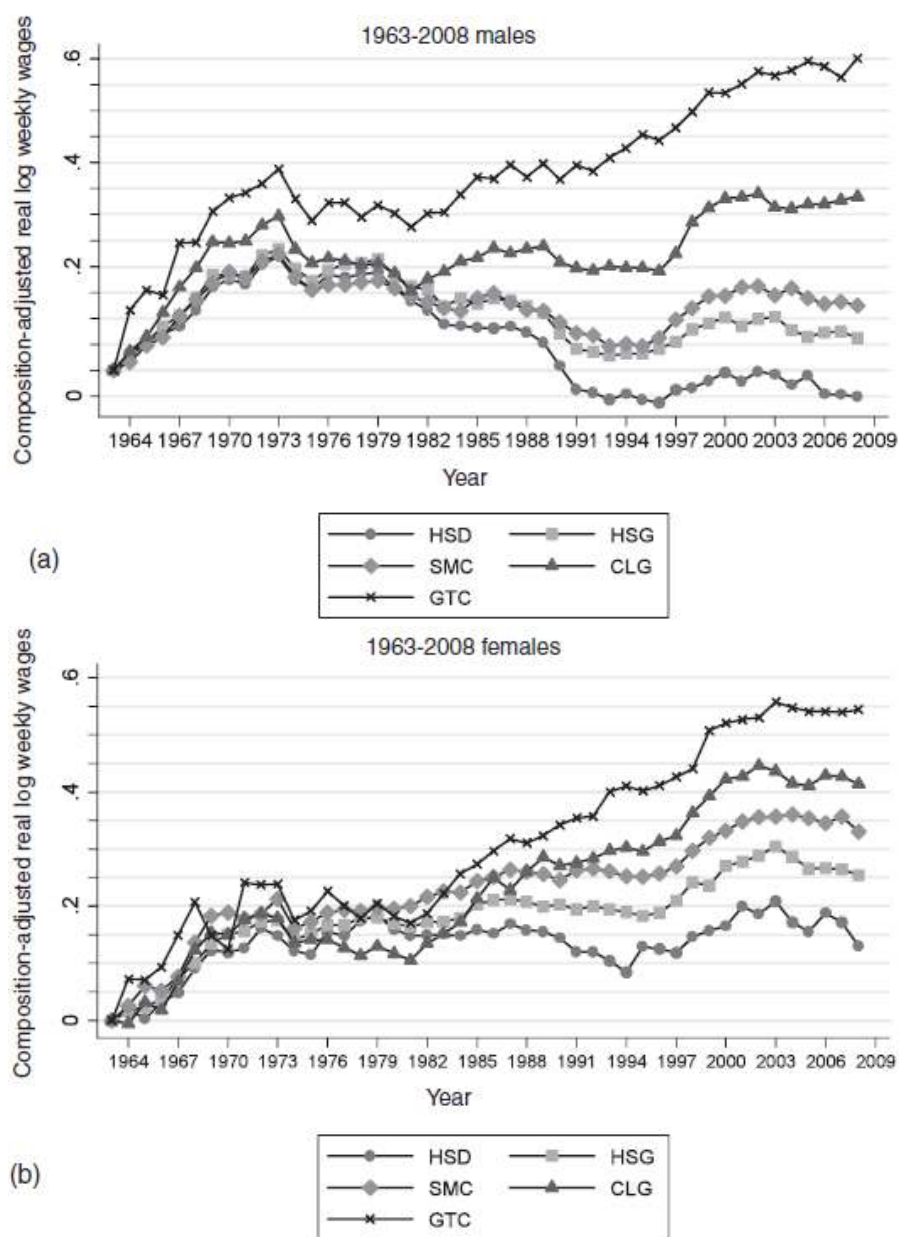 1963-2008 males
Composition-adjusted real log weekly wages
.6
.4
.2
0
1964 1967 1970 1973 1976 1979 1982 1985 1988 1991 1994 1997 2000 2003 2006 2009
Year
(a)
HSD HSG
SMC CLG
GTC
1963-2008 females
Composition-adjusted real log weekly wages
.6
.4
.2
0
1964 1967 1970 1973 1976 1979 1982 1985 1988 1991 1994 1997 2000 2003 2006 2009
Year
(b)
HSD HSG
SMC CLG
GTC